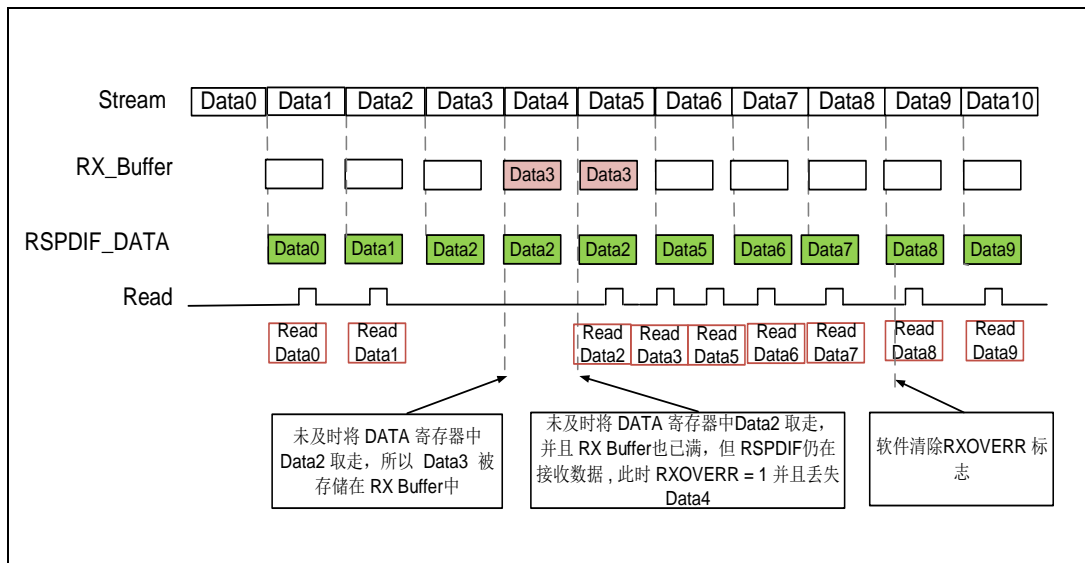 Stream Data0 Data1 Data2 Data3 Data4 Data5 Data6 Data7 Data8 Data9 Data10
RX_Buffer Data3 Data3
RSPDIF_DATA Data0 Data1 Data2 Data2 Data2 Data5 Data6 Data7 Data8 Data9
Read
Read Read Read Read Read Read Read Read Read
Data0 Data1 Data2 Data3 Data5 Data6 Data7 Data8 Data9
未及时将 DATA 寄存器中
Data2 取走，所以 Data3 被
存储在 RX Buffer中
未及时将 DATA 寄存器中Data2 取走，
并且 RX Buffer也已满，但 RSPDIF仍在
接收数据 , 此时 RXOVERR = 1 并且丢失
Data4
软件清除RXOVERR 标
志